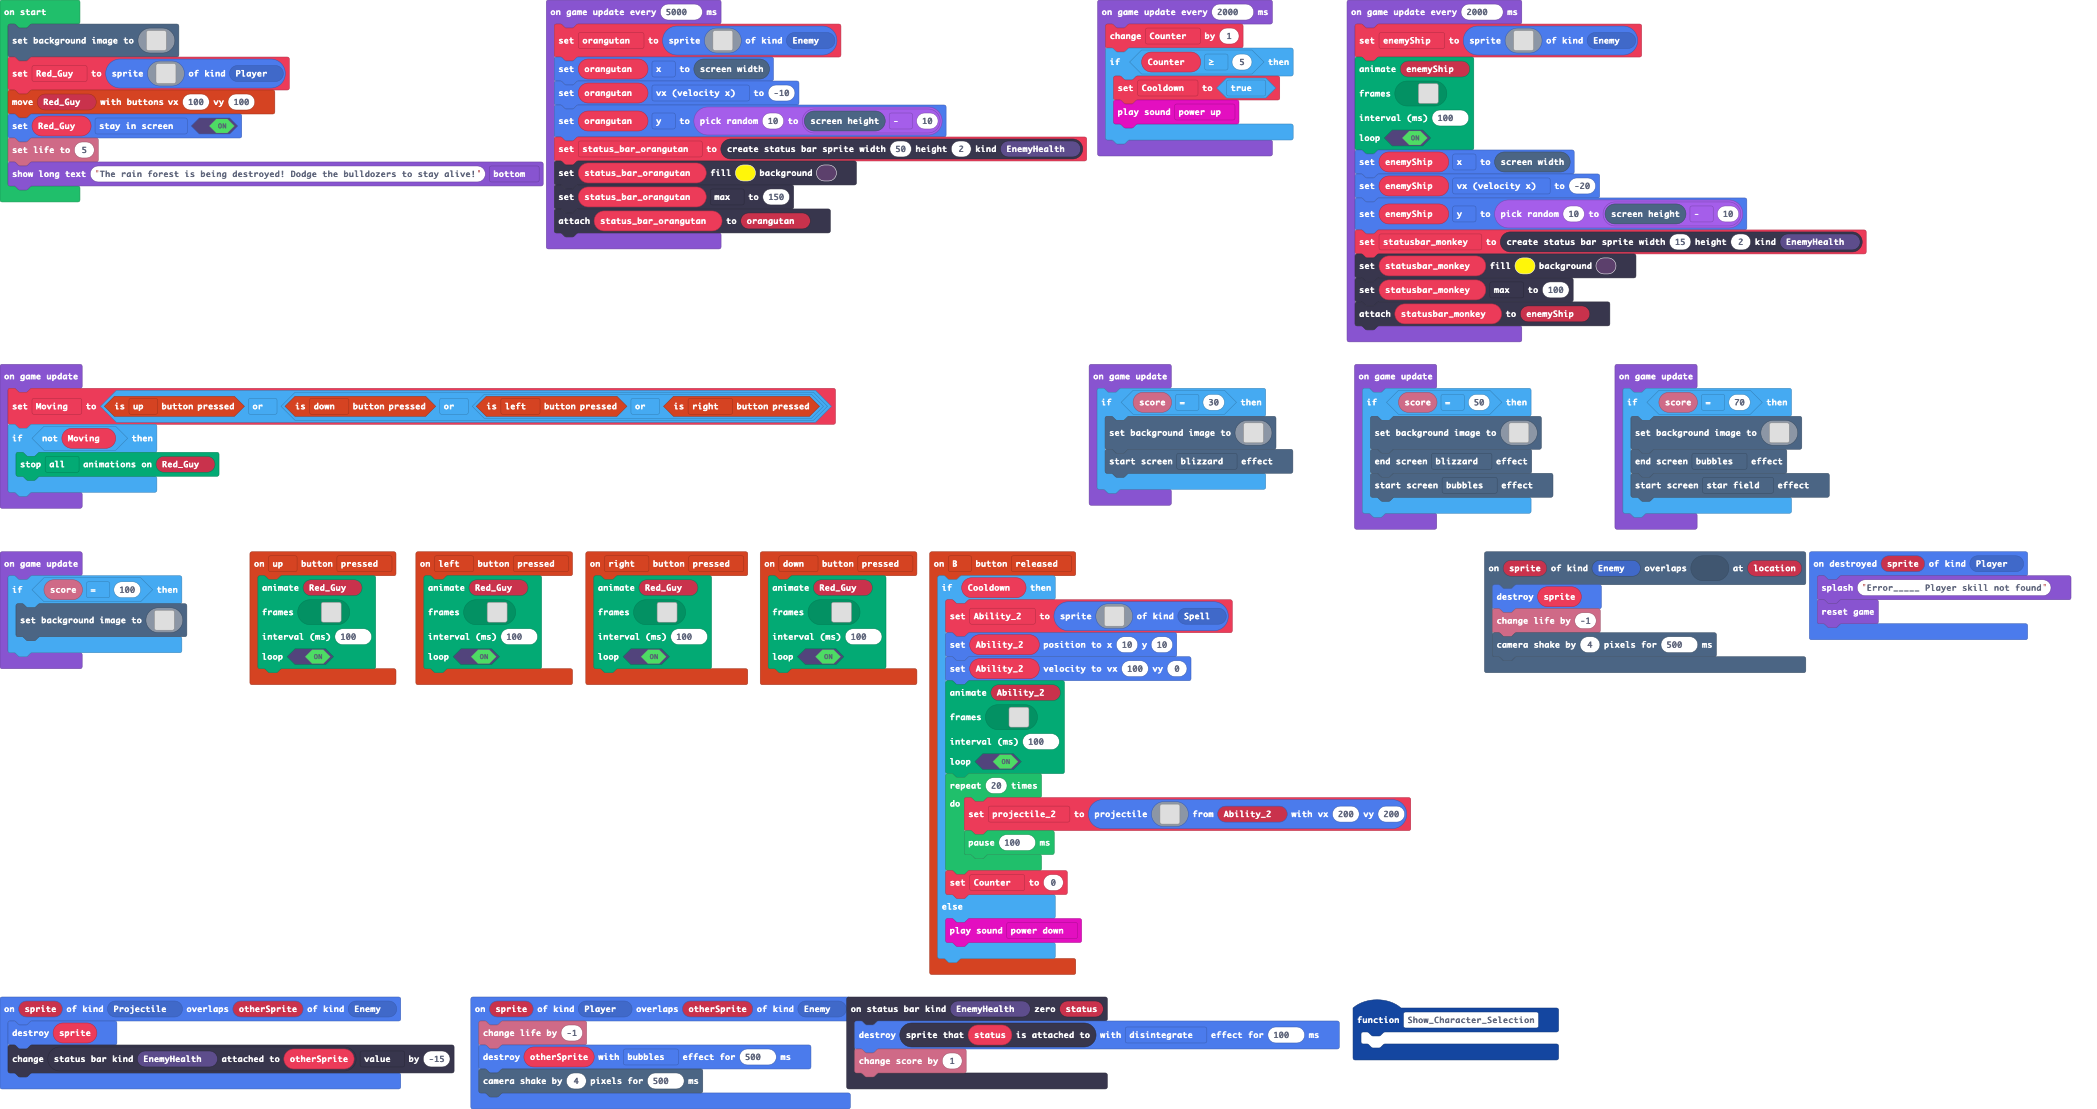 on start
set background image to
set Red_Guy to sprite of kind Player
move Red_Guy with buttons vx 100 vy 100
set Red_Guy stay in screen ON
set life to 5
show long text "The rain forest is being destroyed! Dodge the bulldozers to stay alive!" bottom
on game update every 5000 ms
set orangutan to sprite of kind Enemy
set orangutan x to screen width
set orangutan vx (velocity x) to -10
set orangutan y to pick random 10 to screen height - 10
set status_bar_orangutan to create status bar sprite width 50 height 2 kind EnemyHealth
set status_bar_orangutan fill background
set status_bar_orangutan max to 150
attach status_bar_orangutan to orangutan
on game update every 2000 ms
change Counter by 1
if Counter ≥ 5 then
set Cooldown to true
play sound power up
on game update every 2000 ms
set enemyShip to sprite of kind Enemy
animate enemyShip
frames
interval (ms) 100
loop ON
set enemyShip x to screen width
set enemyShip vx (velocity x) to -20
set enemyShip y to pick random 10 to screen height - 10
set statusbar_monkey to create status bar sprite width 15 height 2 kind EnemyHealth
set statusbar_monkey fill background
set statusbar_monkey max to 100
attach statusbar_monkey to enemyShip
on game update
set Moving to is up button pressed or is down button pressed or is left button pressed or is right button pressed
if not Moving then
stop all animations on Red_Guy
on game update
if score = 30 then
set background image to
start screen blizzard effect
on game update
if score = 50 then
set background image to
end screen blizzard effect
start screen bubbles effect
on game update
if score = 70 then
set background image to
end screen bubbles effect
start screen star field effect
on game update
if score = 100 then
set background image to
on up button pressed
animate Red_Guy
frames
interval (ms) 100
loop ON
on left button pressed
animate Red_Guy
frames
interval (ms) 100
loop ON
on right button pressed
animate Red_Guy
frames
interval (ms) 100
loop ON
on down button pressed
animate Red_Guy
frames
interval (ms) 100
loop ON
on B button released
if Cooldown then
set Ability_2 to sprite of kind Spell
set Ability_2 position to x 10 y 10
set Ability_2 velocity to vx 100 vy 0
animate Ability_2
frames
interval (ms) 100
loop ON
repeat 20 times
do
set projectile_2 to projectile from Ability_2 with vx 200 vy 200
pause 100 ms
set Counter to 0
else
play sound power down
on sprite of kind Enemy overlaps at location
destroy sprite
change life by -1
camera shake by 4 pixels for 500 ms
on destroyed sprite of kind Player
splash "Error_____ Player skill not found"
reset game
on sprite of kind Projectile overlaps otherSprite of kind Enemy
destroy sprite
change status bar kind EnemyHealth attached to otherSprite value by -15
on sprite of kind Player overlaps otherSprite of kind Enemy
change life by -1
destroy otherSprite with bubbles effect for 500 ms
camera shake by 4 pixels for 500 ms
on status bar kind EnemyHealth zero status
destroy sprite that status is attached to with disintegrate effect for 100 ms
change score by 1
function Show_Character_Selection